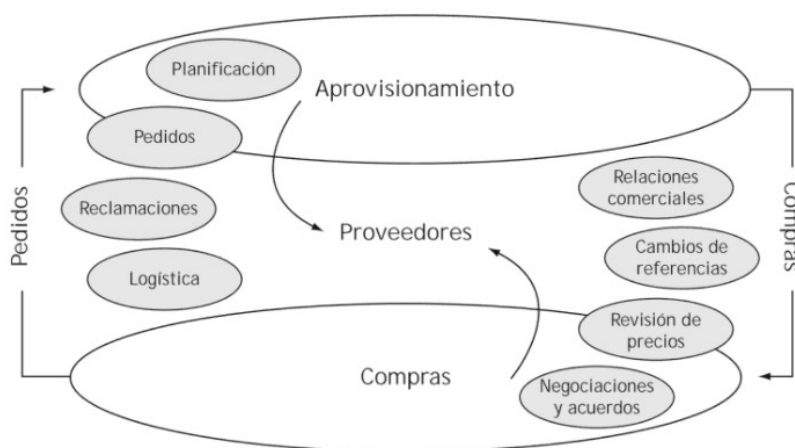 Planificación
Aprovisionamiento
Pedidos
Reclamaciones
Logística
Pedidos
Proveedores
Relaciones
comerciales
Cambios de
referencias
Revisión de
precios
Compras
Compras
Negociaciones
y acuerdos